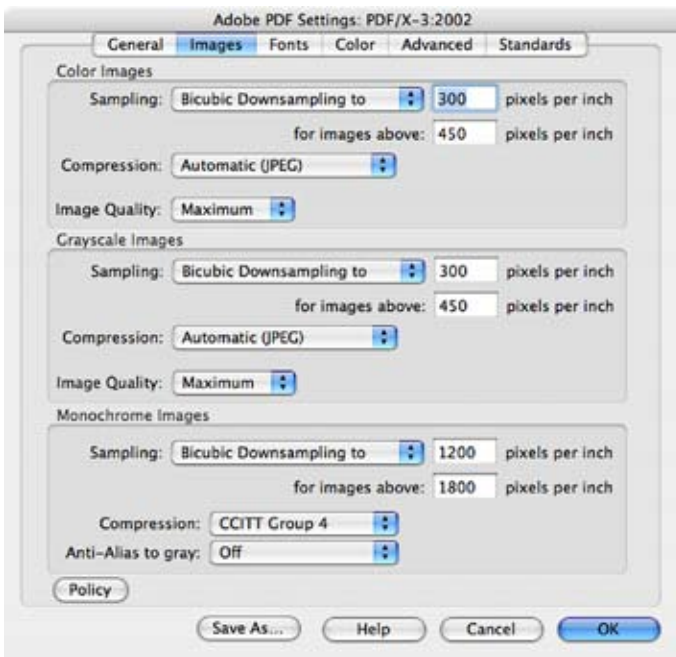 Adobe PDF Settings: PDF/X-3:2002
General Images Fonts Color Advanced Standards
Color Images
Sampling: Bicubic Downsampling to 300 pixels per inch
for images above: 450 pixels per inch
Compression: Automatic (JPEG)
Image Quality: Maximum
Grayscale Images
Sampling: Bicubic Downsampling to 300 pixels per inch
for images above: 450 pixels per inch
Compression: Automatic (JPEG)
Image Quality: Maximum
Monochrome Images
Sampling: Bicubic Downsampling to 1200 pixels per inch
for images above: 1800 pixels per inch
Compression: CCITT Group 4
Anti-Alias to gray: Off
Policy
Save As... Help Cancel OK